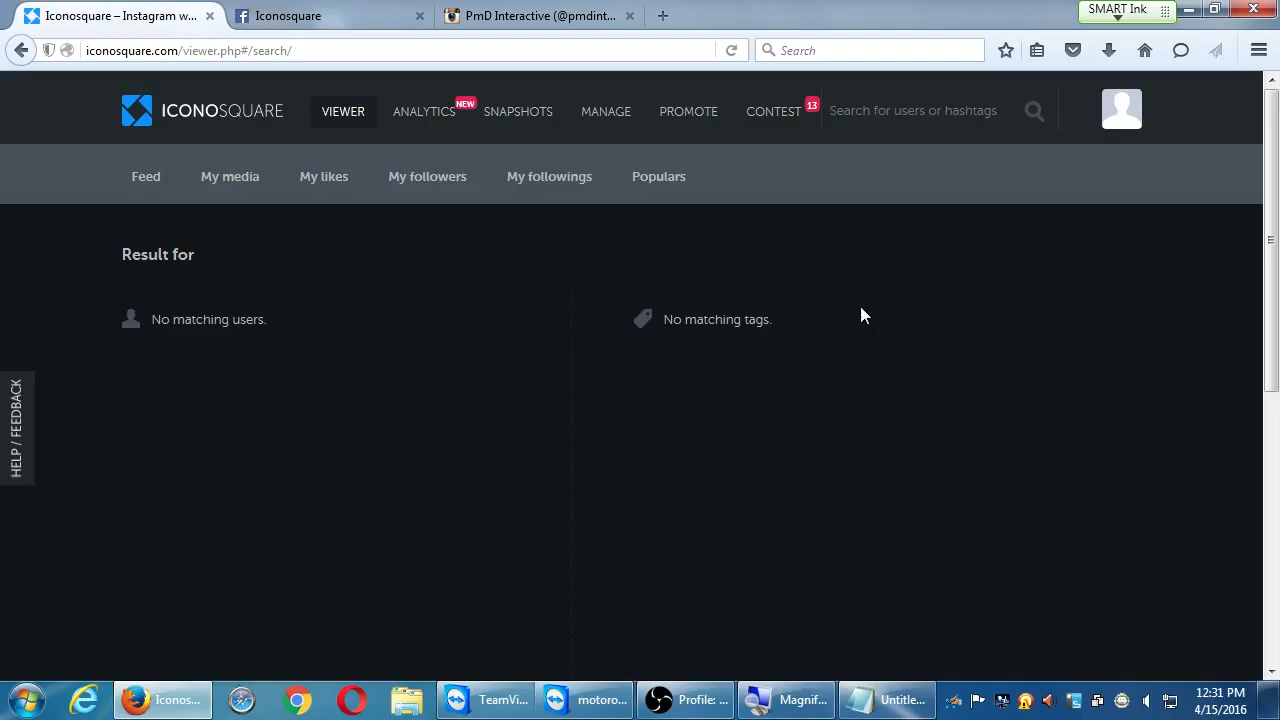 Iconosquare – Instagram w...
Iconosquare
PmD Interactive (@pmdint...
SMART Ink
iconosquare.com/viewer.php#/search/
Search
ICONOSQUARE
VIEWER
ANALYTICS
NEW
SNAPSHOTS
MANAGE
PROMOTE
CONTEST
13
Search for users or hashtags
Feed
My media
My likes
My followers
My followings
Populars
Result for
No matching users.
No matching tags.
HELP / FEEDBACK
Iconos...
TeamVi...
motoro...
Profile: ...
Magnif...
Untitle...
12:31 PM
4/15/2016